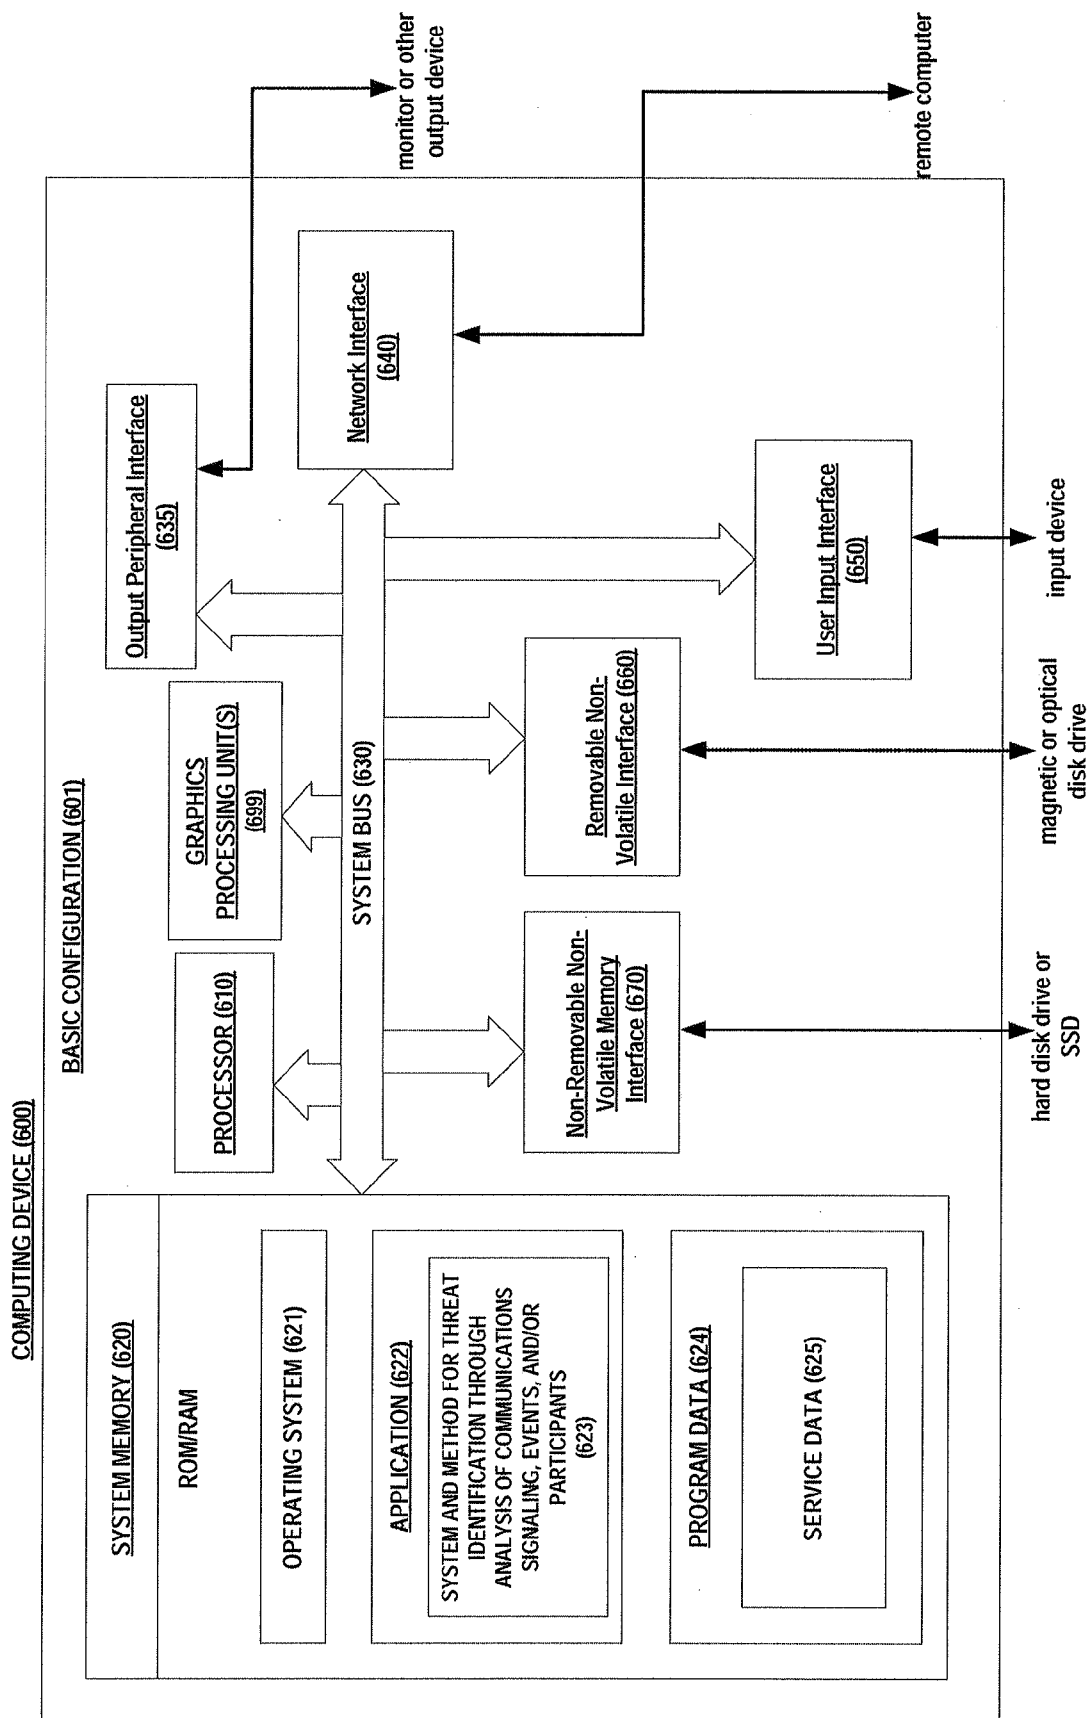 COMPUTING DEVICE (600)
BASIC CONFIGURATION (601)
SYSTEM MEMORY (620)
ROM/RAM
OPERATING SYSTEM (621)
APPLICATION (622)
SYSTEM AND METHOD FOR THREAT
IDENTIFICATION THROUGH
ANALYSIS OF COMMUNICATIONS
SIGNALING, EVENTS, AND/OR
PARTICIPANTS
(623)
PROGRAM DATA (624)
SERVICE DATA (625)
PROCESSOR (610)
GRAPHICS
PROCESSING UNIT(S)
(699)
Output Peripheral Interface
(635)
SYSTEM BUS (630)
Network Interface
(640)
Non-Removable Non-
Volatile Memory
Interface (670)
Removable Non-
Volatile Interface (660)
User Input Interface
(650)
monitor or other
output device
remote computer
hard disk drive or
SSD
magnetic or optical
disk drive
input device